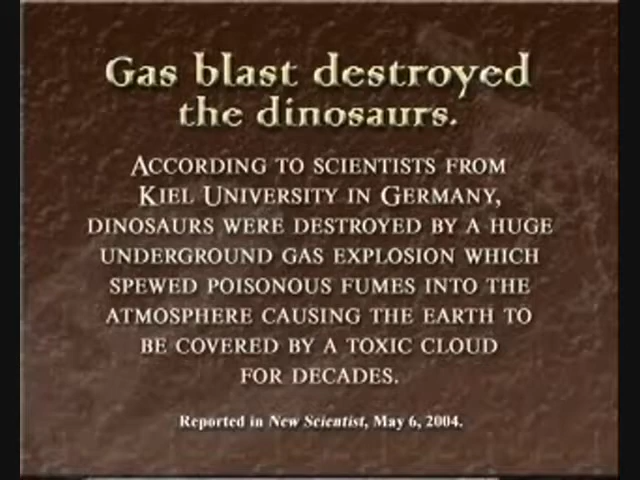 Gas blast destroyed
the dinosaurs.
ACCORDING TO SCIENTISTS FROM
KIEL UNIVERSITY IN GERMANY,
DINOSAURS WERE DESTROYED BY A HUGE
UNDERGROUND GAS EXPLOSION WHICH
SPEWED POISONOUS FUMES INTO THE
ATMOSPHERE CAUSING THE EARTH TO
BE COVERED BY A TOXIC CLOUD
FOR DECADES.
Reported in New Scientist, May 6, 2004.